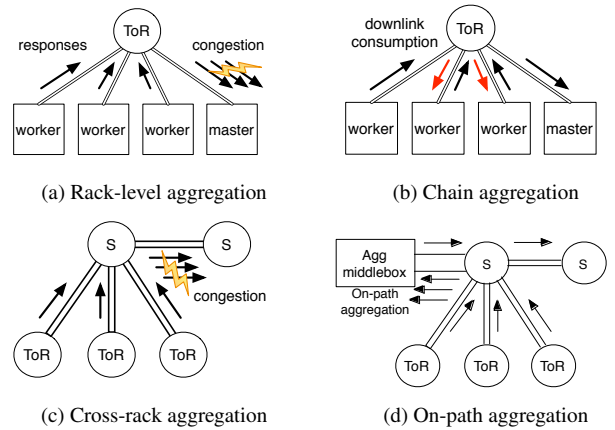 ToR
responses
congestion
worker
worker
worker
master
(a) Rack-level aggregation
downlink
consumption
ToR
worker
worker
worker
master
(b) Chain aggregation
S
S
congestion
ToR
ToR
ToR
(c) Cross-rack aggregation
Agg
middlebox
S
S
On-path
aggregation
ToR
ToR
ToR
(d) On-path aggregation